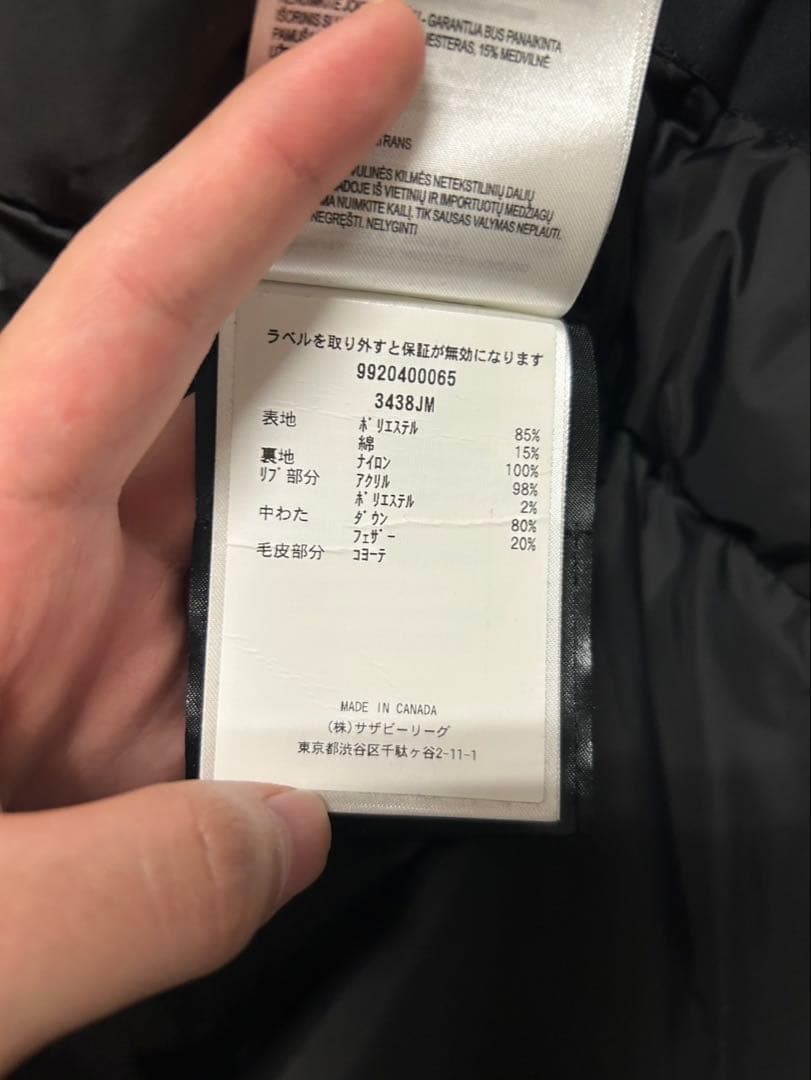 - GARANTIJA BUS PANAIKINTA
IŠORINIS
15% MEDVILNĖ
TRANS
KILMĖS NETEKSTILINIŲ DALIŲ
IŠ VIETINIŲ IR IMPORTUOTŲ MEDŽIAGŲ
NUIMKITE KAILĮ. TIK SAUSAS VALYMAS NEPLAUTI.
NEGRĘŠTI. NELYGINTI
ラベルを取り外すと保証が無効になります
9920400065
3438JM
表地 ﾎﾟﾘｴｽﾃﾙ 85%
綿 15%
裏地 ﾅｲﾛﾝ 100%
ﾘﾌﾞ部分 ｱｸﾘﾙ 98%
ﾎﾟﾘｴｽﾃﾙ 2%
中わた ﾀﾞｳﾝ 80%
ﾌｪｻﾞｰ 20%
毛皮部分 ｺﾖｰﾃ
MADE IN CANADA
(株)サザビーリーグ
東京都渋谷区千駄ヶ谷2-11-1